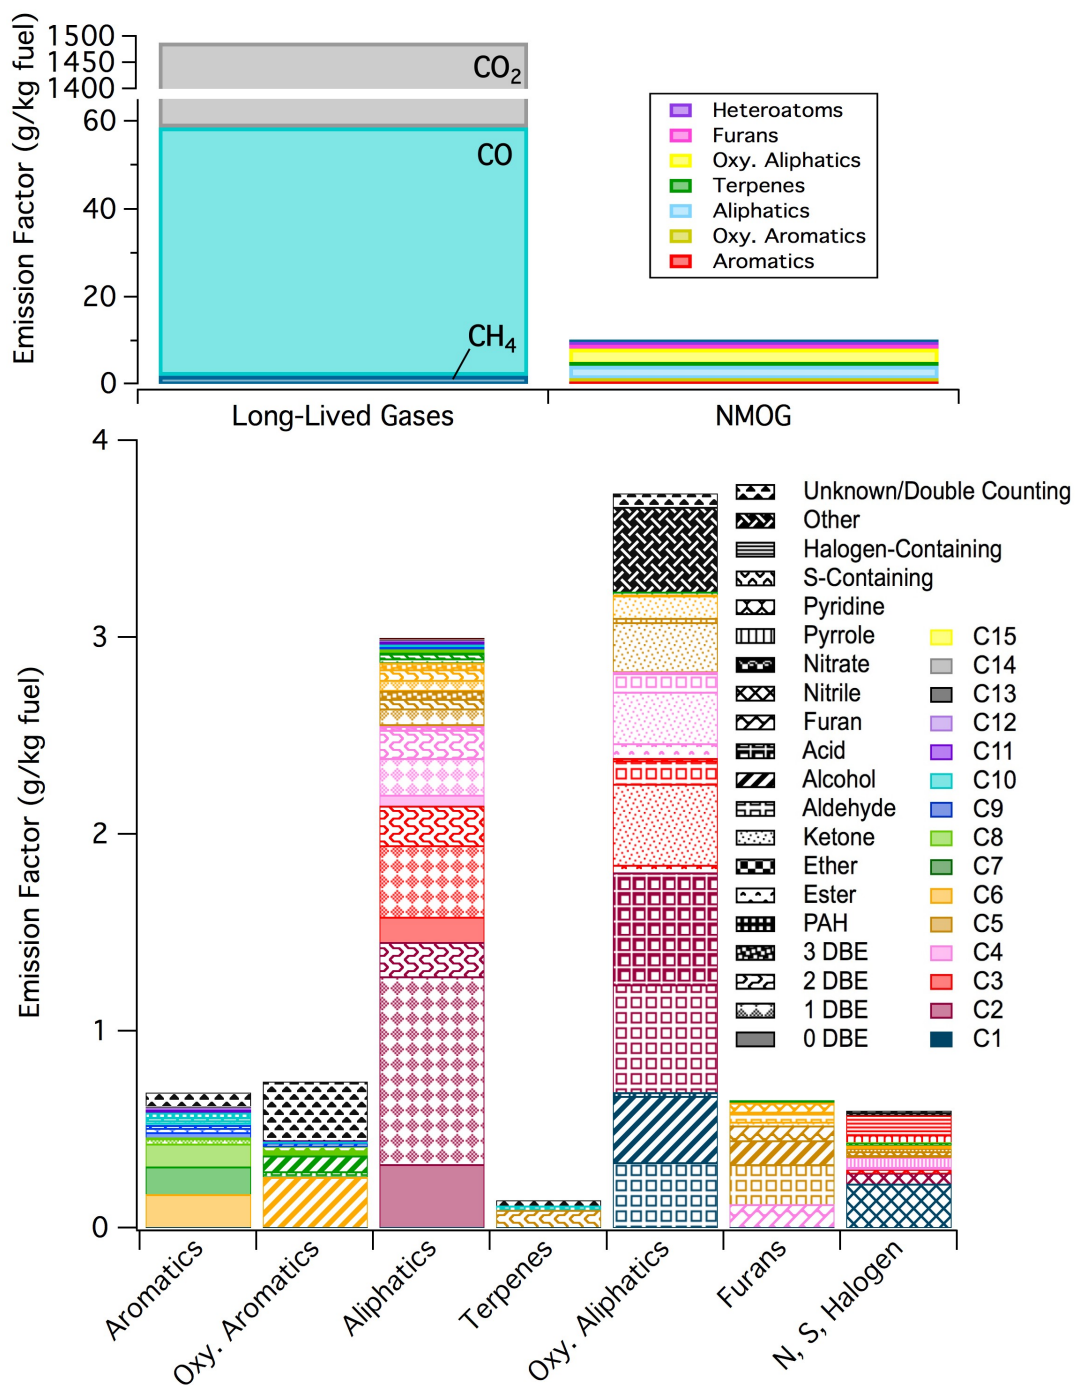 Emission Factor (g/kg fuel)
1500
1450
1400
60
40
20
0
CO2
CO
CH4
Heteroatoms
Furans
Oxy. Aliphatics
Terpenes
Aliphatics
Oxy. Aromatics
Aromatics
Long-Lived Gases
NMOG
Emission Factor (g/kg fuel)
4
3
2
1
0
Unknown/Double Counting
Other
Halogen-Containing
S-Containing
Pyridine
Pyrrole
Nitrate
Nitrile
Furan
Acid
Alcohol
Aldehyde
Ketone
Ether
Ester
PAH
3 DBE
2 DBE
1 DBE
0 DBE
C15
C14
C13
C12
C11
C10
C9
C8
C7
C6
C5
C4
C3
C2
C1
Aromatics
Oxy. Aromatics
Aliphatics
Terpenes
Oxy. Aliphatics
Furans
N, S, Halogen